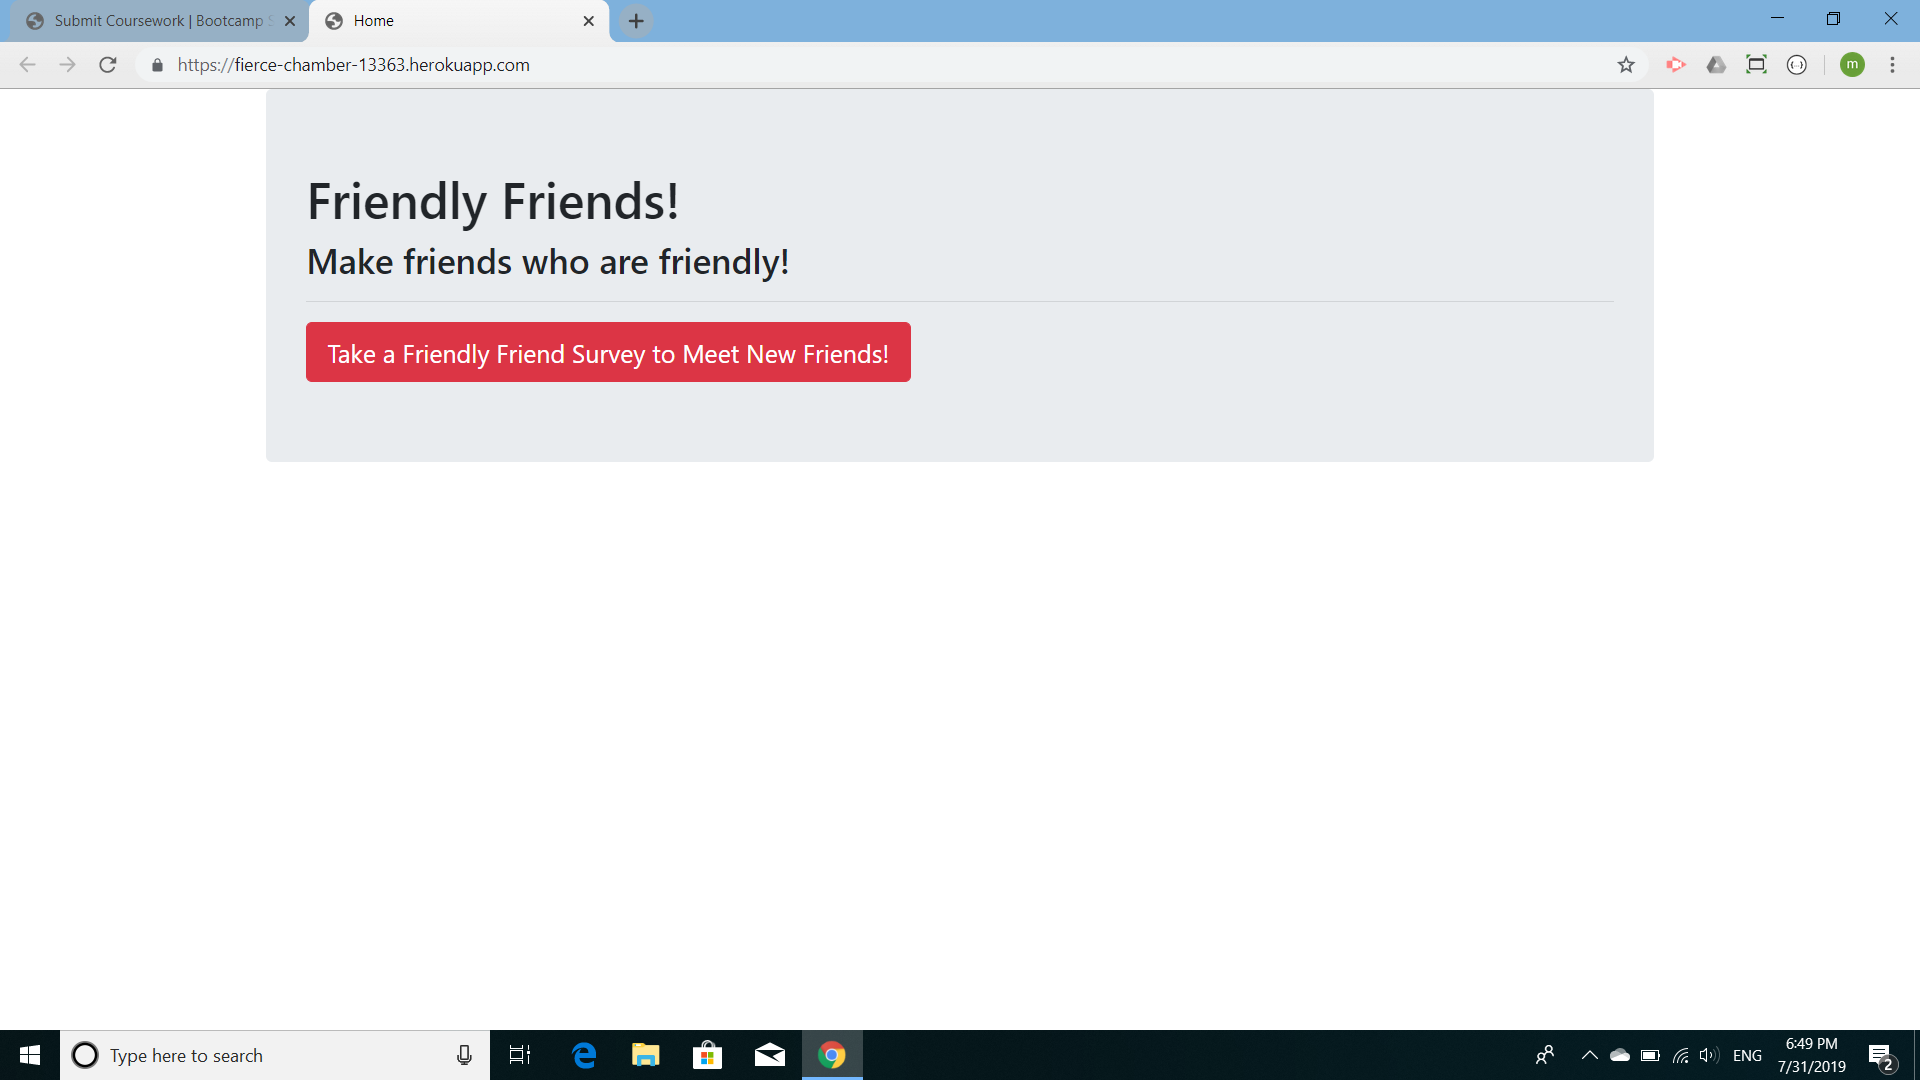 Submit Coursework | Bootcamp
Home
https://fierce-chamber-13363.herokuapp.com
m
Friendly Friends!
Make friends who are friendly!
Take a Friendly Friend Survey to Meet New Friends!
Type here to search
ENG
6:49 PM
7/31/2019
2